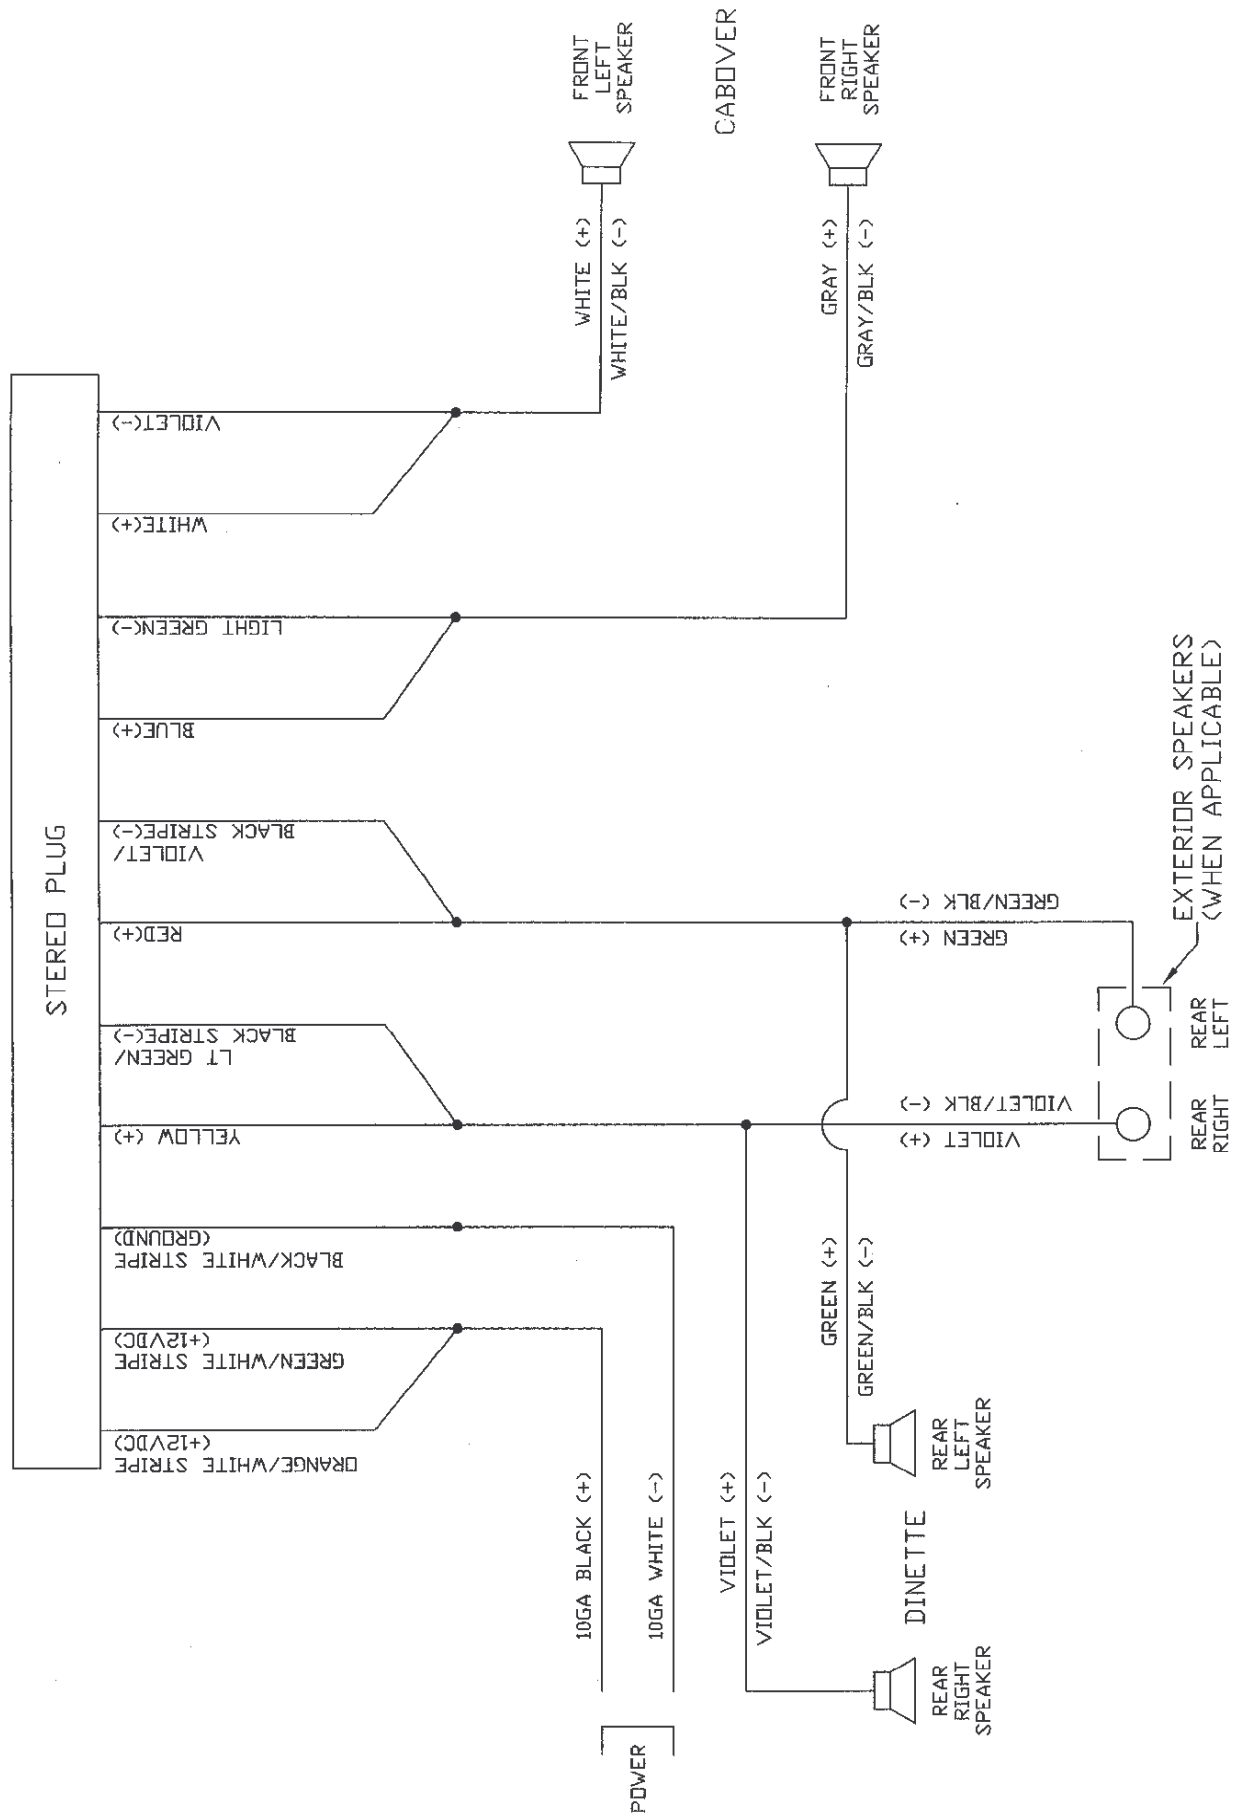 STEREO PLUG
ORANGE/WHITE STRIPE
(+12VDC)
GREEN/WHITE STRIPE
(+12VDC)
BLACK/WHITE STRIPE
(GROUND)
YELLOW (+)
LT GREEN/
BLACK STRIPE(-)
RED(+)
VIOLET/
BLACK STRIPE(-)
BLUE(+)
LIGHT GREEN(-)
WHITE(+)
VIOLET(-)
POWER
10GA BLACK (+)
10GA WHITE (-)
VIOLET (+)
VIOLET/BLK (-)
GREEN (+)
GREEN/BLK (-)
WHITE (+)
WHITE/BLK (-)
GRAY (+)
GRAY/BLK (-)
FRONT
LEFT
SPEAKER
CABOVER
FRONT
RIGHT
SPEAKER
REAR
RIGHT
SPEAKER
DINETTE
REAR
LEFT
SPEAKER
VIOLET (+)
VIOLET/BLK (-)
GREEN (+)
GREEN/BLK (-)
REAR
RIGHT
REAR
LEFT
EXTERIOR SPEAKERS
(WHEN APPLICABLE)